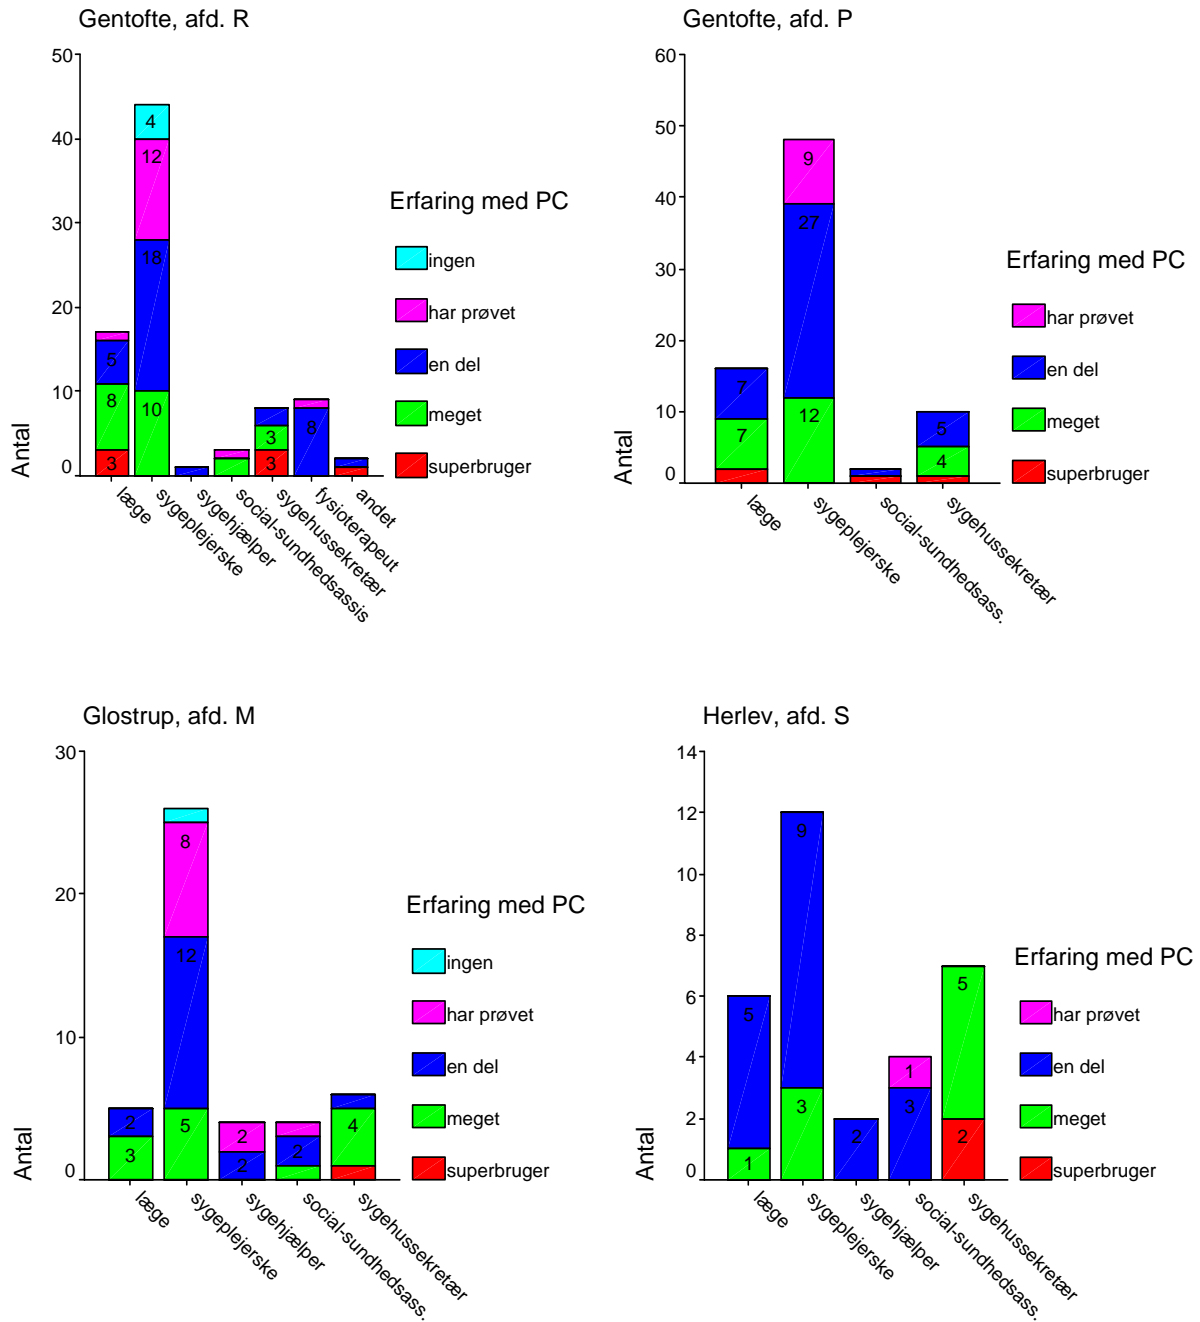 Gentofte, afd. R
50
40
30
20
10
0
Antal
4
12
18
10
5
8
3
3
3
8
læge
sygeplejerske
sygehjælper
social-sundhedsassis
sygehussekretær
fysioterapeut
andet
Erfaring med PC
ingen
har prøvet
en del
meget
superbruger
Gentofte, afd. P
60
50
40
30
20
10
0
Antal
9
27
12
7
7
5
4
læge
sygeplejerske
social-sundhedsass.
sygehussekretær
Erfaring med PC
har prøvet
en del
meget
superbruger
Glostrup, afd. M
30
20
10
0
Antal
8
12
5
2
3
2
2
2
4
læge
sygeplejerske
sygehjælper
social-sundhedsass.
sygehussekretær
Erfaring med PC
ingen
har prøvet
en del
meget
superbruger
Herlev, afd. S
14
12
10
8
6
4
2
0
Antal
5
1
9
3
2
1
3
5
2
læge
sygeplejerske
sygehjælper
social-sundhedsass.
sygehussekretær
Erfaring med PC
har prøvet
en del
meget
superbruger